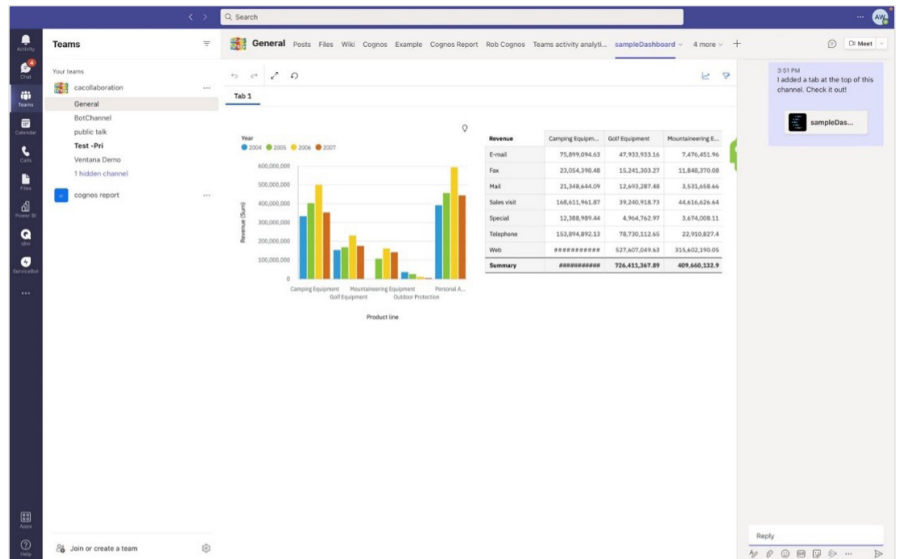 Search
AW
Activity
Chat
4
Teams
Calendar
Calls
Files
Power BI
ServiceBot
Apps
Help
Teams
Your teams
cacollaboration
General
BotChannel
public talk
Test -Pri
Ventana Demo
1 hidden channel
cognos report
Join or create a team
General Posts Files Wiki Cognos Example Cognos Report Rob Cognos Teams activity analyti... sampleDashboard 4 more
Meet
Tab 1
Year
2004 2005 2006 2007
Revenue (Sum)
600,000,000
500,000,000
400,000,000
300,000,000
200,000,000
100,000,000
0
Camping Equipment Mountaineering Equipment Personal A...
Golf Equipment Outdoor Protection
Product line
Revenue Camping Equipm... Golf Equipment Mountaineering E...
E-mail 75,899,094.63 47,933,933.16 7,476,451.96
Fax 23,054,390.48 15,241,303.27 11,848,370.08
Mail 21,348,644.09 12,693,287.48 3,531,658.66
Sales visit 168,611,961.87 39,240,918.73 44,616,626.64
Special 12,388,989.44 4,964,762.97 3,674,008.11
Telephone 153,894,892.13 78,730,112.65 22,910,827.4
Web ########### 527,607,049.63 315,602,190.05
Summary ########### 726,411,367.89 409,660,132.9
3:51 PM
I added a tab at the top of this
channel. Check it out!
sampleDas...
Reply